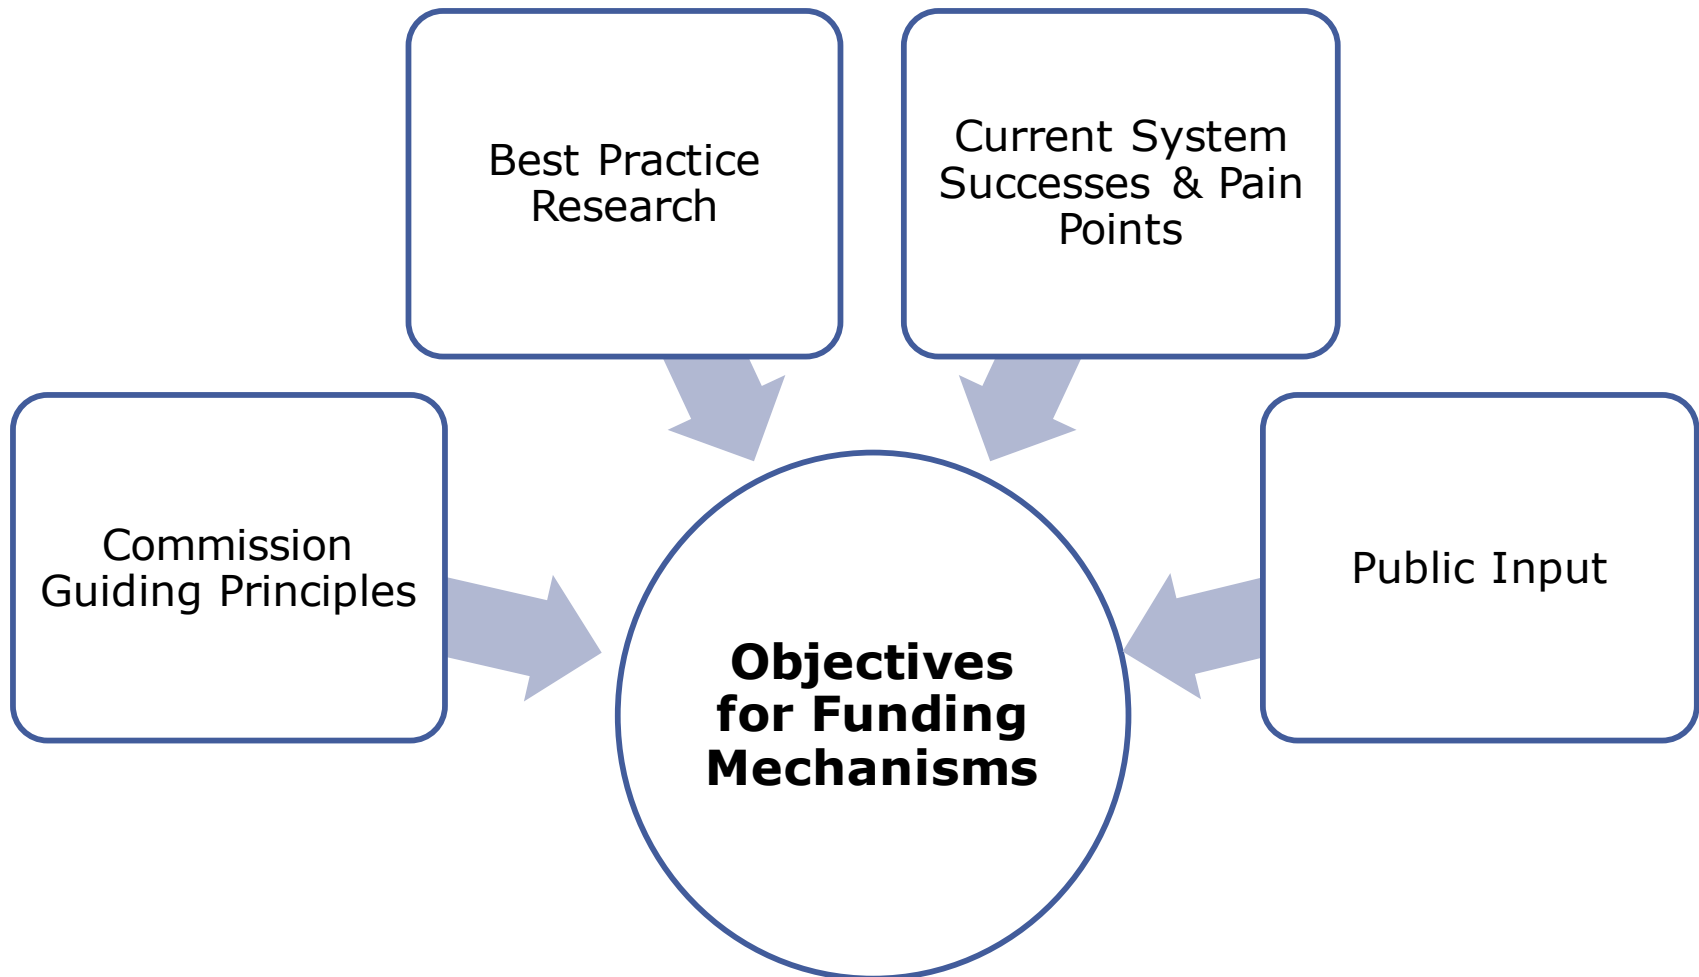 Best Practice
Research
Current System
Successes & Pain
Points
Commission
Guiding Principles
Public Input
Objectives
for Funding
Mechanisms